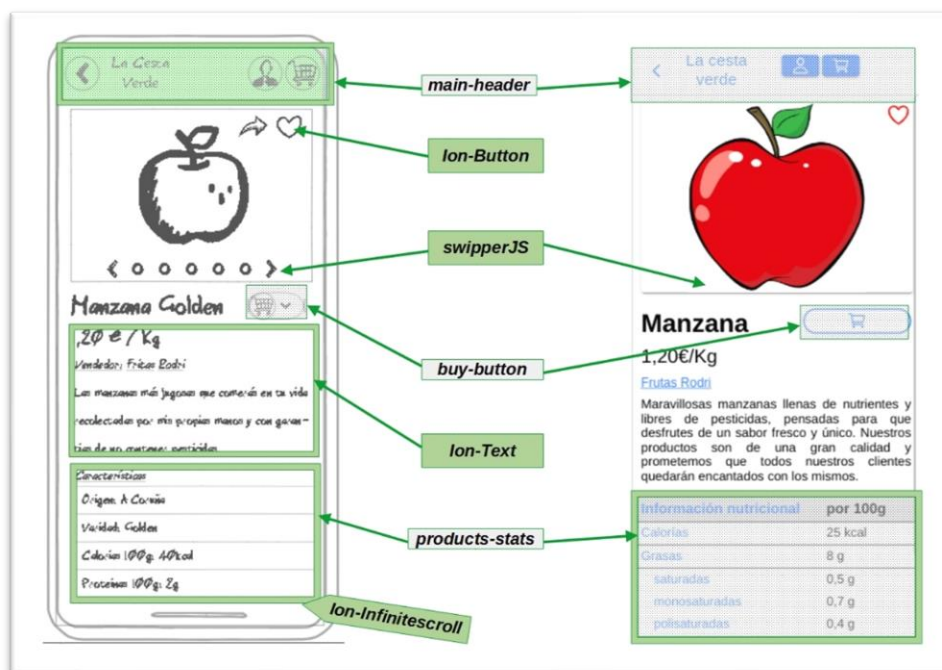 La Cesta
Verde
Manzana Golden
,20 € / Kg
Vendedor: Frutas Rodri
Las manzanas más jugosas que comerás en tu vida
recolectadas por mis propias manos y con garan-
tías de no contener pesticidas
Características
Origen: A Coruña
Variedad: Golden
Calorías 100g: 40kcal
Proteínas 100g: 2g
main-header
Ion-Button
swipperJS
buy-button
Ion-Text
products-stats
Ion-Infinitescroll
La cesta
verde
Manzana
1,20€/Kg
Frutas Rodri
Maravillosas manzanas llenas de nutrientes y
libres de pesticidas, pensadas para que
desfrutes de un sabor fresco y único. Nuestros
productos son de una gran calidad y
prometemos que todos nuestros clientes
quedarán encantados con los mismos.
Información nutricional por 100g
Calorías 25 kcal
Grasas 8 g
saturadas 0,5 g
monosaturadas 0,7 g
polisaturadas 0,4 g